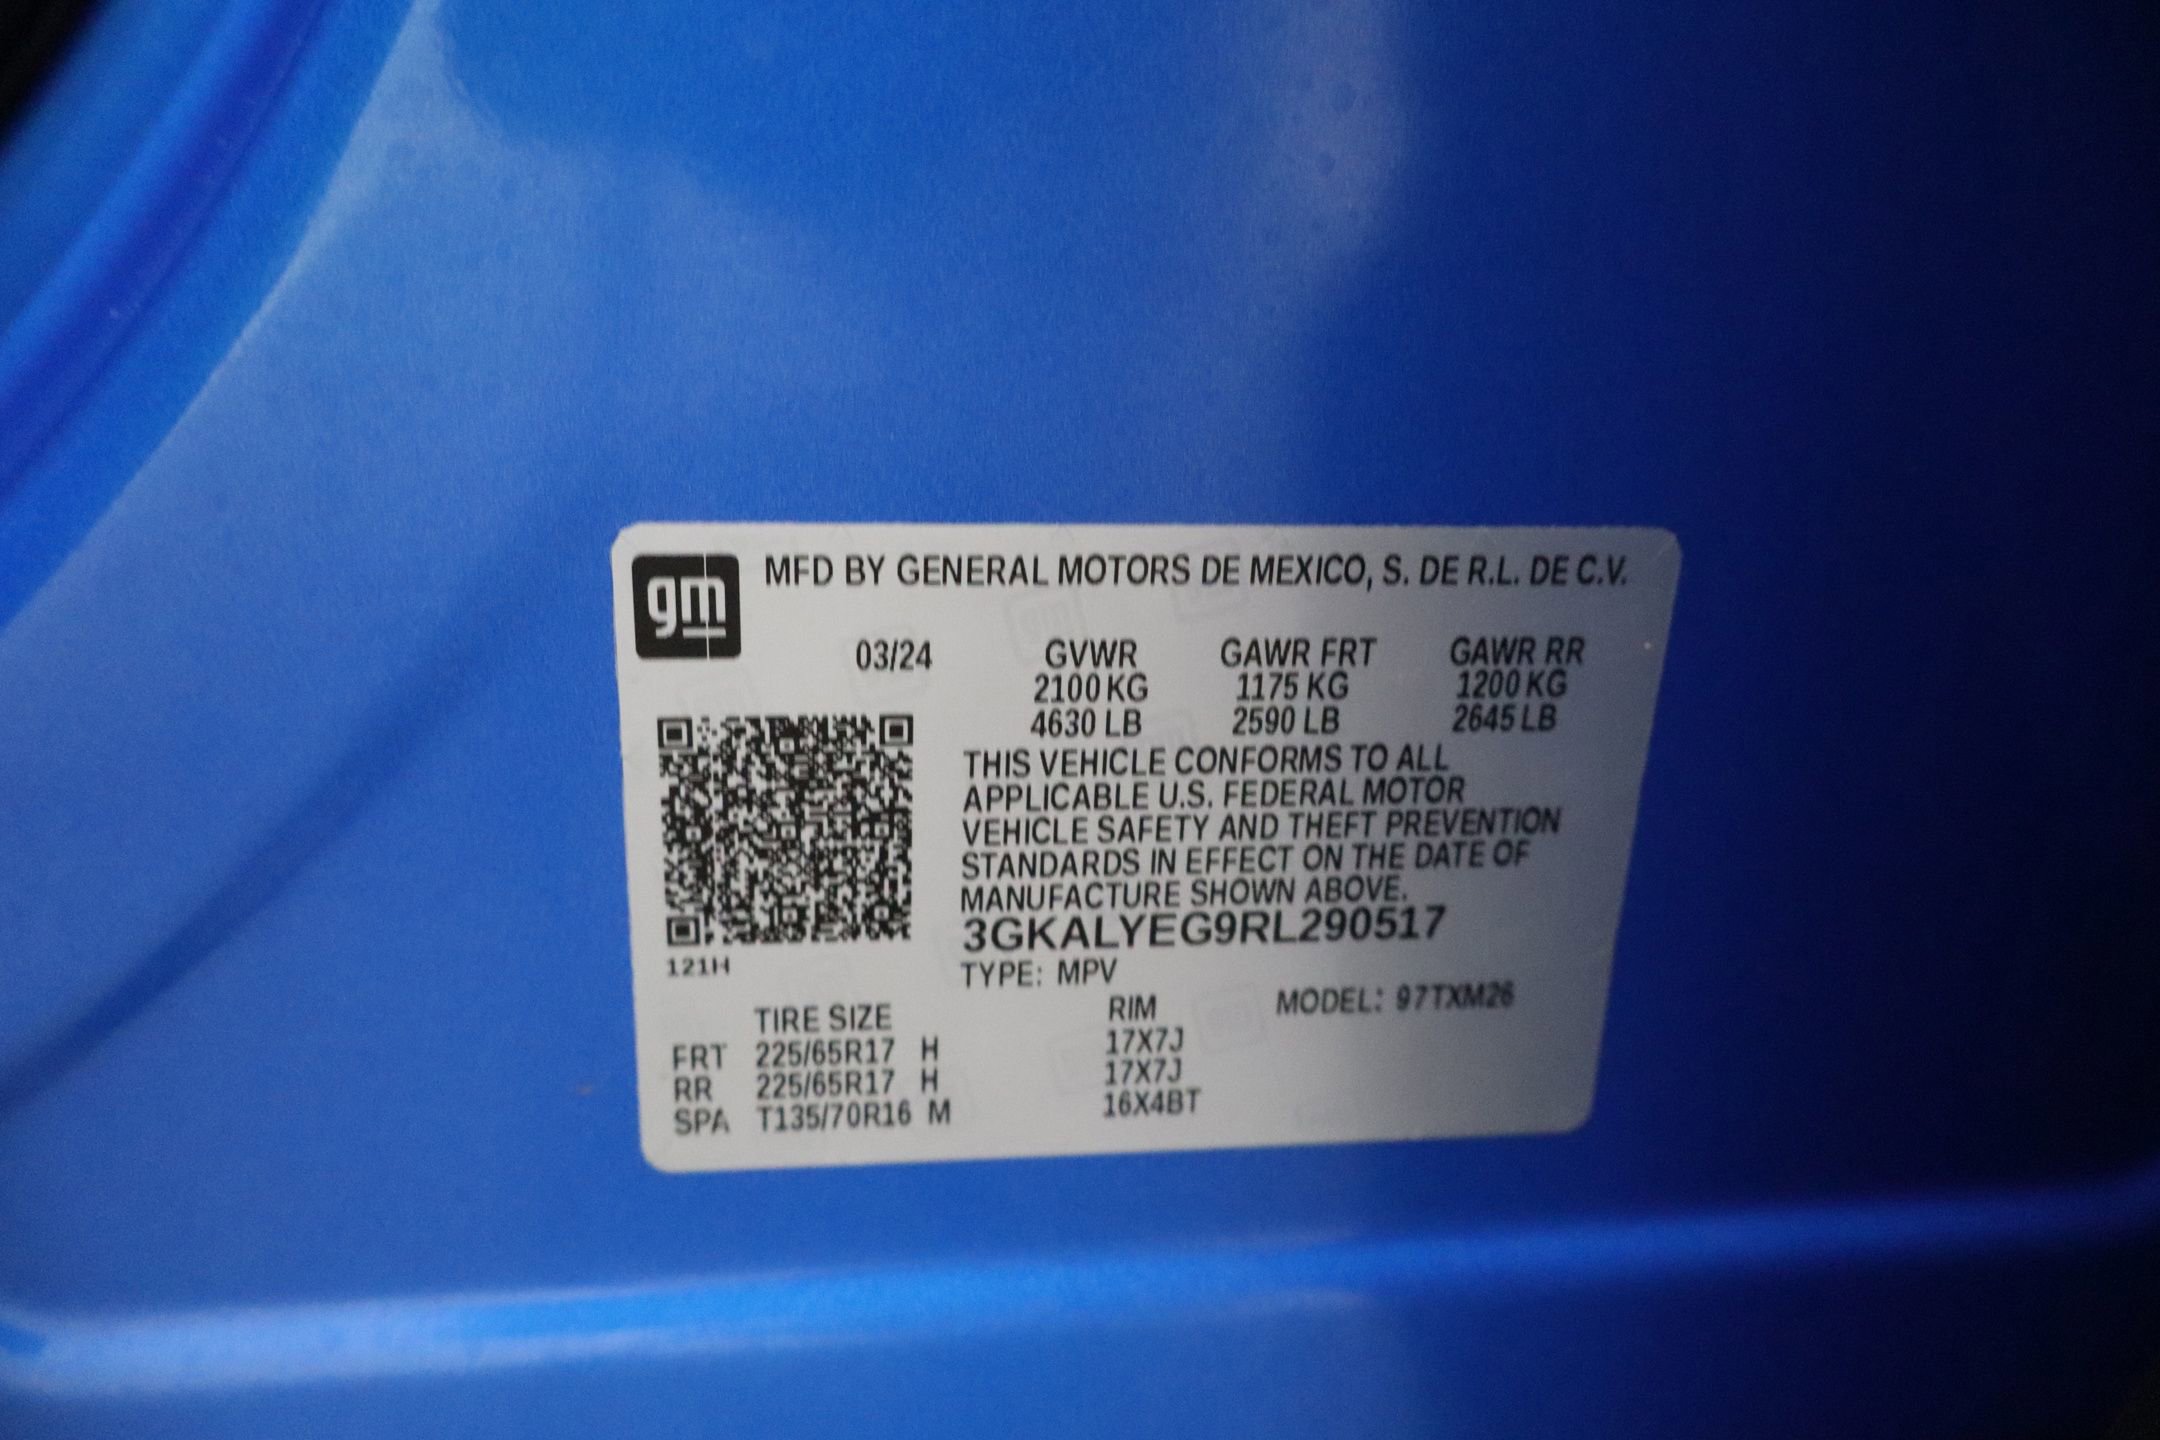 gm
MFD BY GENERAL MOTORS DE MEXICO, S. DE R.L. DE C.V.
03/24 GVWR GAWR FRT GAWR RR
2100 KG 1175 KG 1200 KG
4630 LB 2590 LB 2645 LB
THIS VEHICLE CONFORMS TO ALL
APPLICABLE U.S. FEDERAL MOTOR
VEHICLE SAFETY AND THEFT PREVENTION
STANDARDS IN EFFECT ON THE DATE OF
MANUFACTURE SHOWN ABOVE.
3GKALYEG9RL290517
121H
TYPE: MPV
TIRE SIZE RIM MODEL: 97TXM26
FRT 225/65R17 H 17X7J
RR 225/65R17 H 17X7J
SPA T135/70R16 M 16X4BT